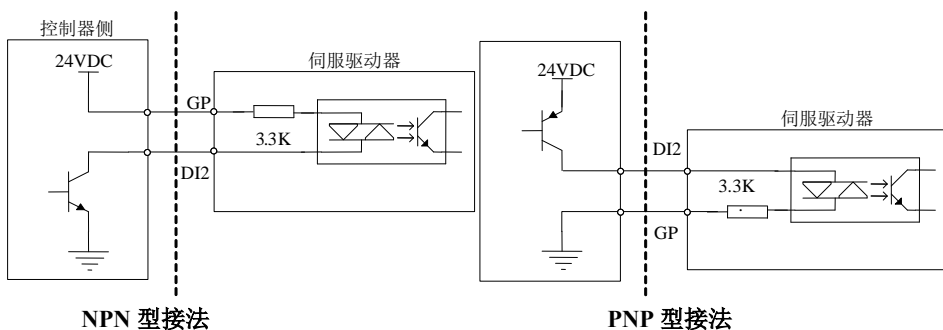 控制器侧
24VDC
伺服驱动器
GP
3.3K
DI2
NPN 型接法
24VDC
伺服驱动器
DI2
3.3K
GP
PNP 型接法